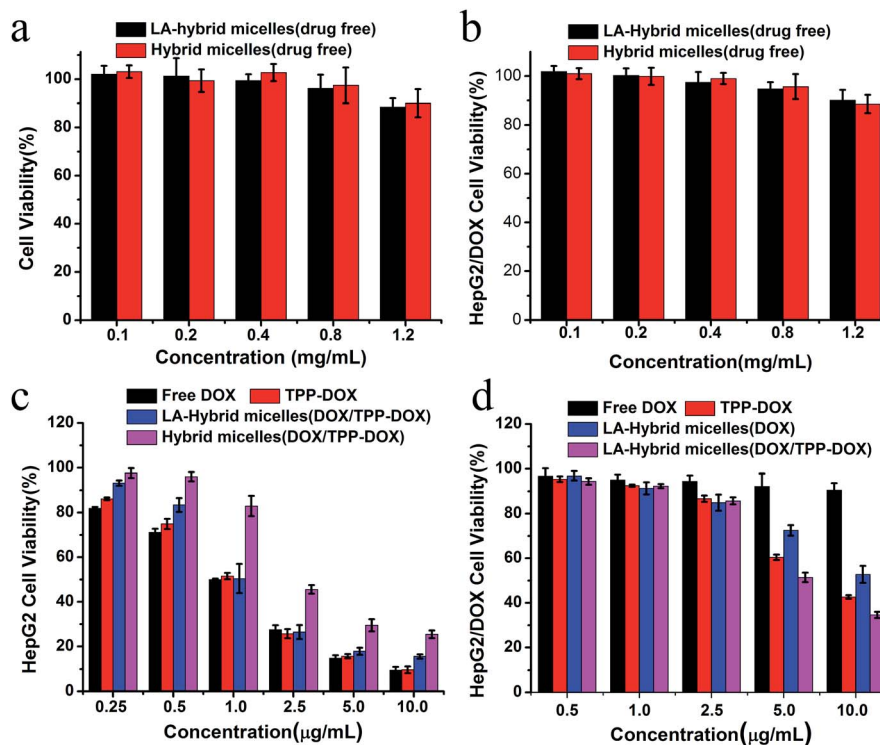 a
LA-hybrid micelles(drug free)
Hybrid micelles(drug free)
Cell Viability(%)
100
80
60
40
20
0
0.1 0.2 0.4 0.8 1.2
Concentration (mg/mL)
b
LA-Hybrid micelles(drug free)
Hybrid micelles(drug free)
HepG2/DOX Cell Viability(%)
100
80
60
40
20
0
0.1 0.2 0.4 0.8 1.2
Concentration(mg/mL)
c
Free DOX TPP-DOX
LA-Hybrid micelles(DOX/TPP-DOX)
Hybrid micelles(DOX/TPP-DOX)
HepG2 Cell Viability(%)
120
100
80
60
40
20
0
0.25 0.5 1.0 2.5 5.0 10.0
Concentration(μg/mL)
d
Free DOX TPP-DOX
LA-Hybrid micelles(DOX)
LA-Hybrid micelles(DOX/TPP-DOX)
HepG2/DOX Cell Viability(%)
120
100
80
60
40
20
0
0.5 1.0 2.5 5.0 10.0
Concentration(μg/mL)